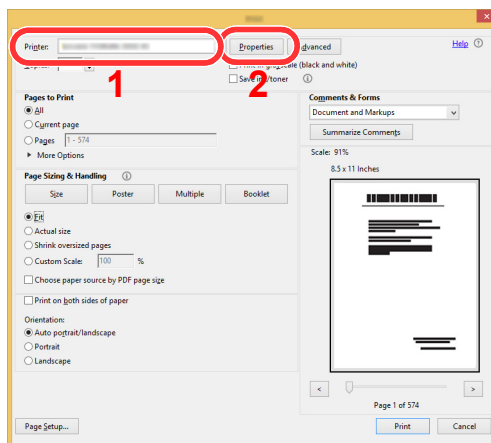 Printer:
Properties
Advanced
Help
1
2
(black and white)
Save ink/toner
Pages to Print
All
Current page
Pages 1 - 574
More Options
Comments & Forms
Document and Markups
Summarize Comments
Scale: 91%
8.5 x 11 Inches
Page Sizing & Handling
Size Poster Multiple Booklet
Fit
Actual size
Shrink oversized pages
Custom Scale: 100 %
Choose paper source by PDF page size
Print on both sides of paper
Orientation:
Auto portrait/landscape
Portrait
Landscape
< >
Page 1 of 574
Page Setup...
Print Cancel